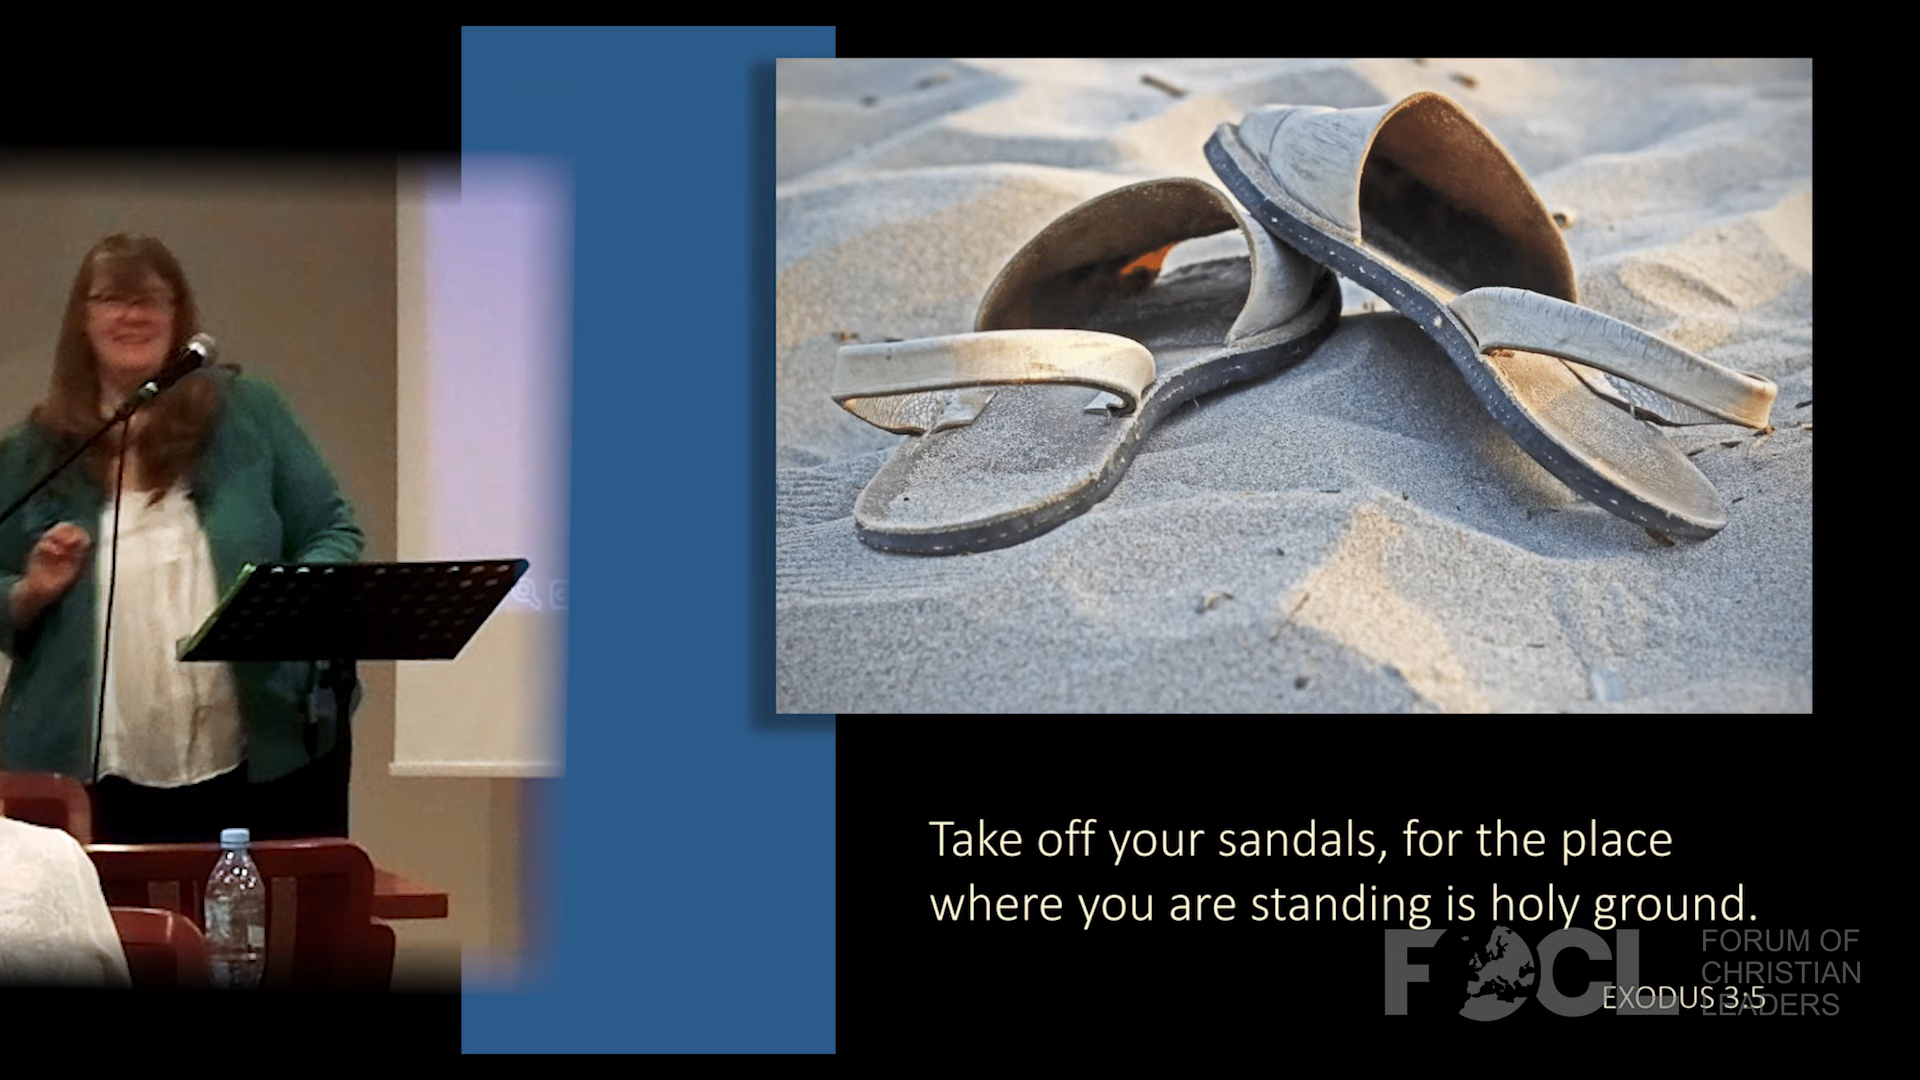 Take off your sandals, for the place
where you are standing is holy ground.
EXODUS 3:5
FOCL
FORUM OF
CHRISTIAN
LEADERS